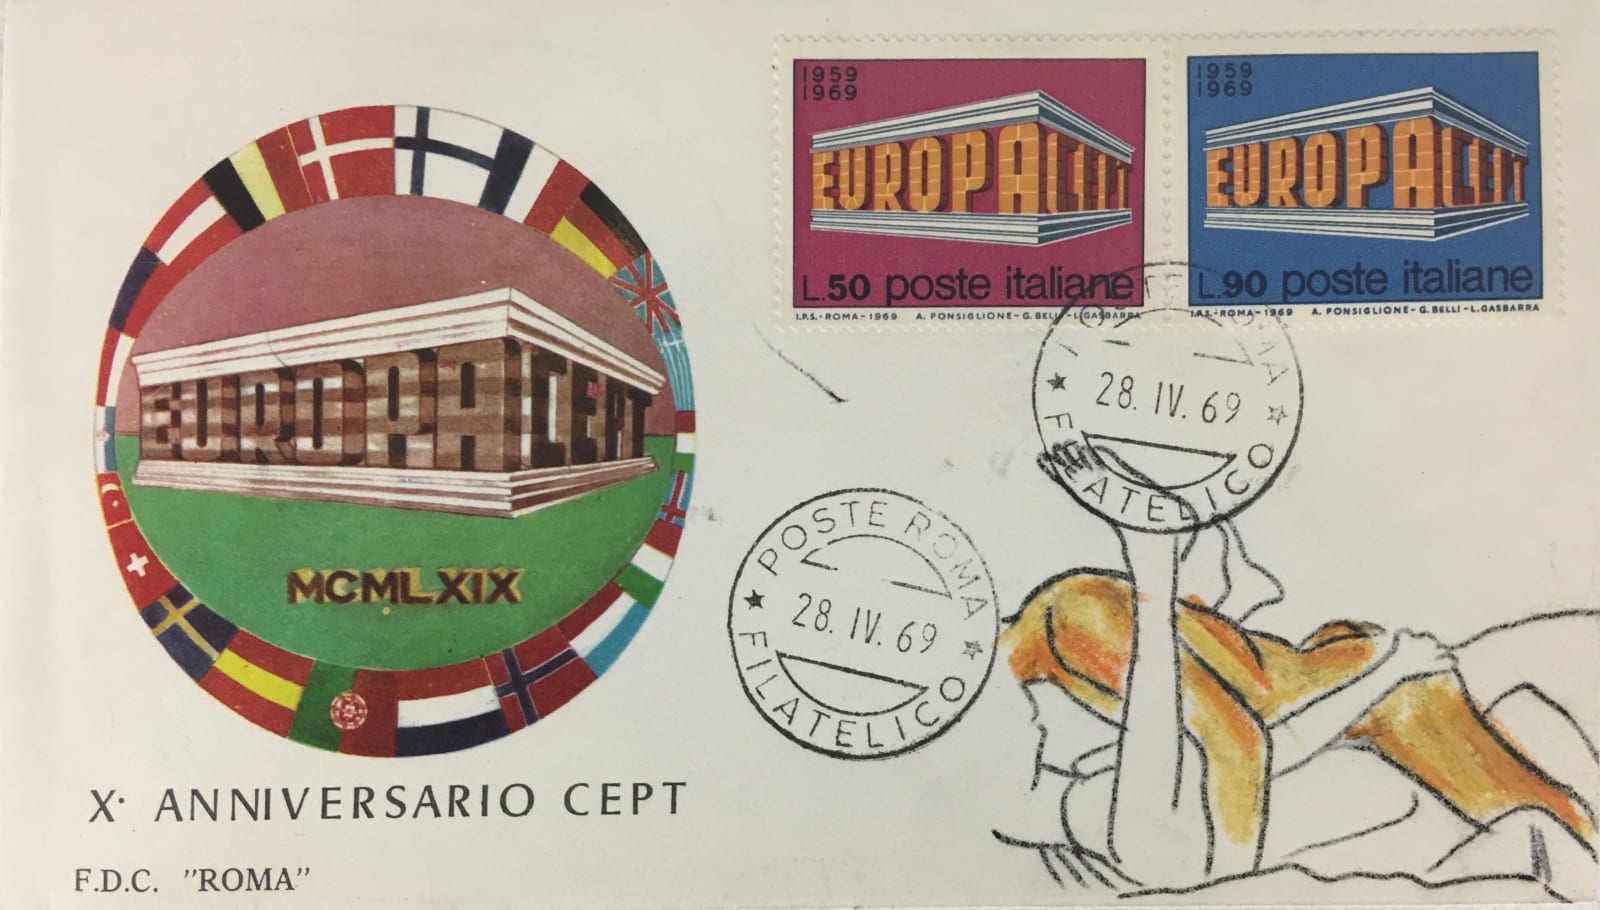 1959
1969
EUROPA CEPT
L.50 poste italiane
I.P.S.-ROMA-1969 A. PONSIGLIONE-G. BELLI-L.GASBARRA
1959
1969
EUROPA CEPT
L.90 poste italiane
I.P.S.-ROMA-1969 A. PONSIGLIONE-G. BELLI-L.GASBARRA
EUROPA CEPT
MCMLXIX
POSTE ROMA
28. IV. 69
FILATELICO
POSTE ROMA
28. IV. 69
FILATELICO
X· ANNIVERSARIO CEPT
F.D.C. "ROMA"